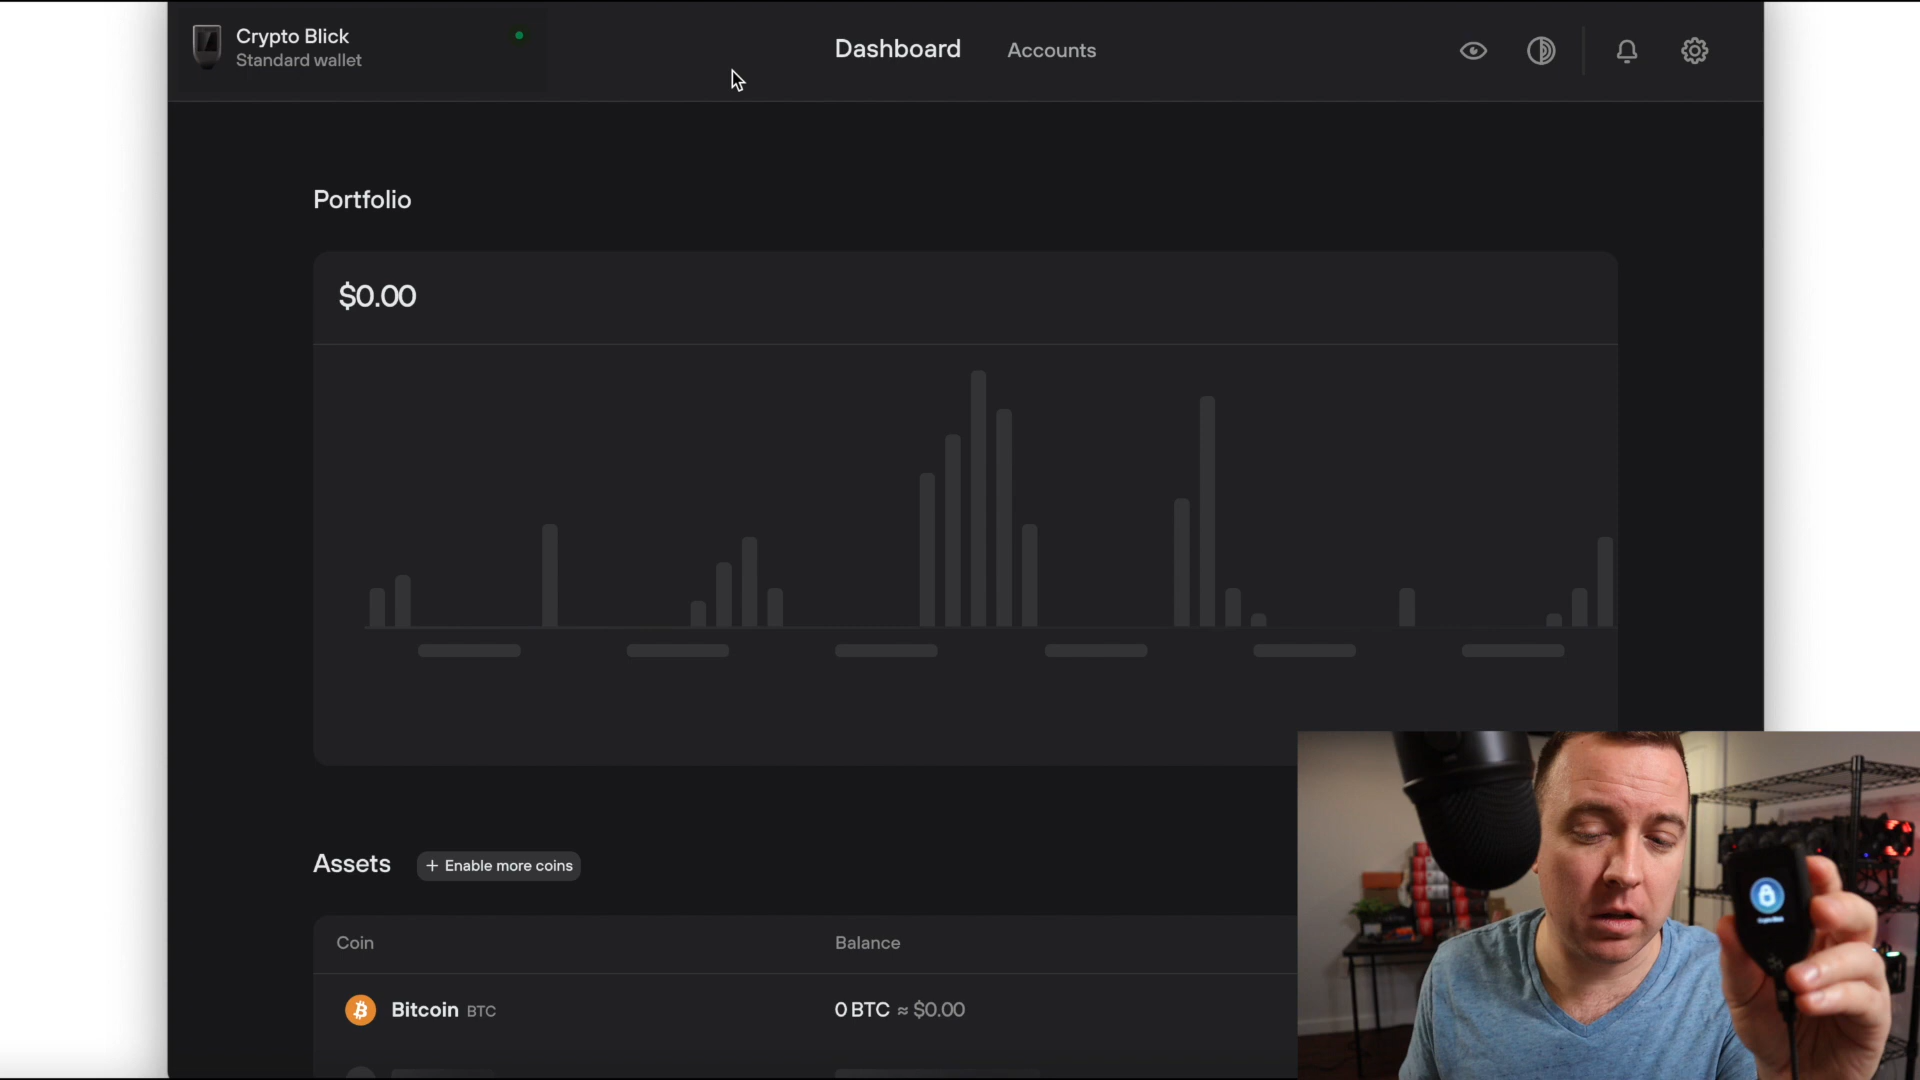 Crypto Blick
Standard wallet
Dashboard
Accounts
Portfolio
$0.00
Assets
+ Enable more coins
Coin
Balance
Bitcoin BTC
0 BTC ≈ $0.00